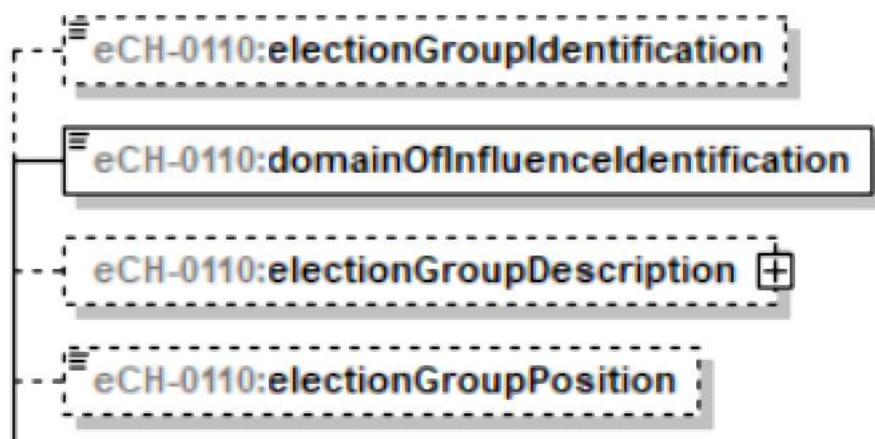 eCH-0110:electionGroupIdentification
eCH-0110:domainOfInfluenceIdentification
eCH-0110:electionGroupDescription
eCH-0110:electionGroupPosition